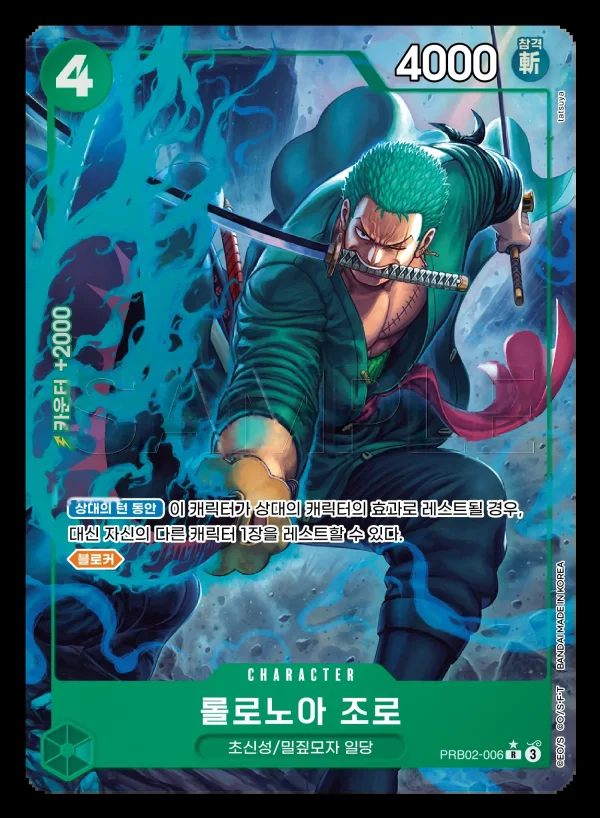 4
4000
참격
斬
tatsuya
카운터 +2000
SAMPLE
상대의 턴 동안 이 캐릭터가 상대의 캐릭터의 효과로 레스트될 경우,
대신 자신의 다른 캐릭터 1장을 레스트할 수 있다.
블로커
CHARACTER
롤로노아 조로
초신성/밀짚모자 일당
PRB02-006 R 3
©EO/S ©O/S·F·T BANDAI MADE IN KOREA